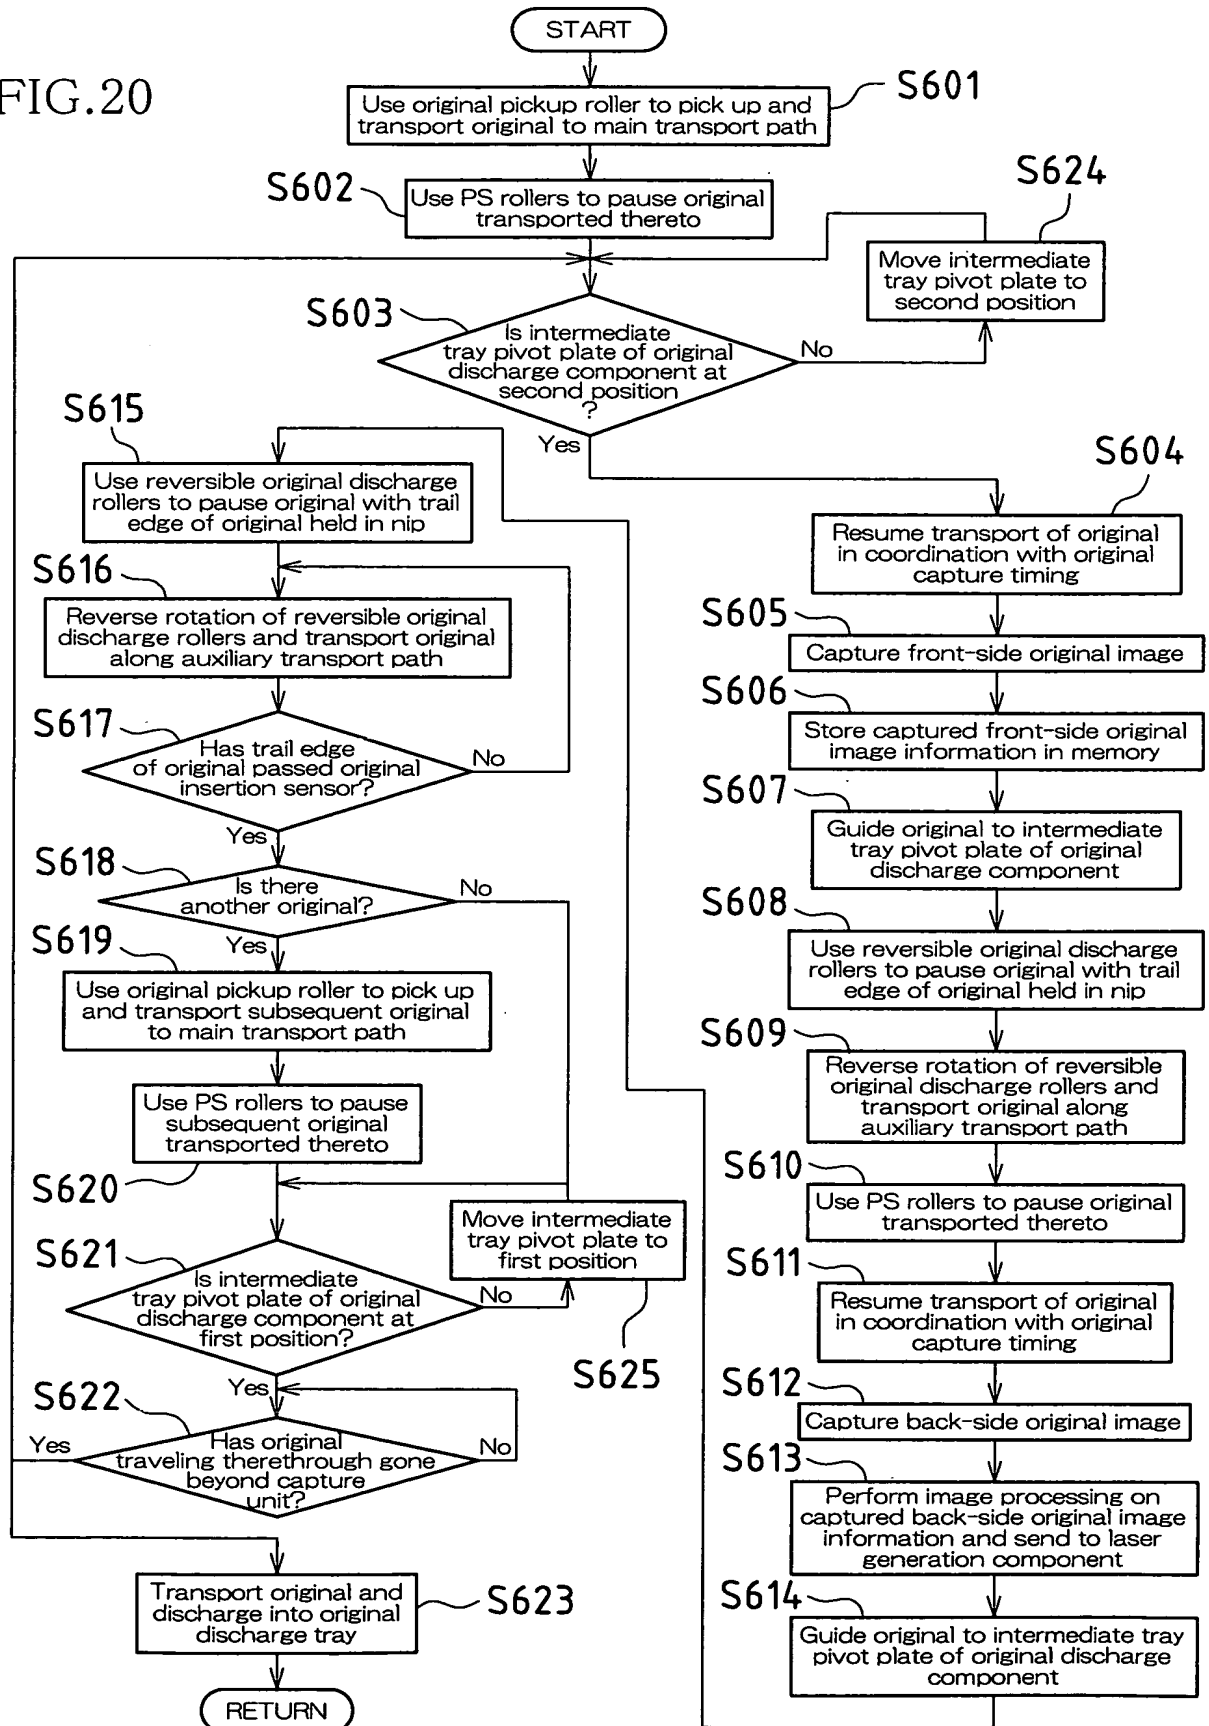 FIG.20
START
S601
Use original pickup roller to pick up and
transport original to main transport path
S602
Use PS rollers to pause original
transported thereto
S624
Move intermediate
tray pivot plate to
second position
S603
Is intermediate
tray pivot plate of original
discharge component at
second position
?
No
Yes
S604
Resume transport of original
in coordination with original
capture timing
S605
Capture front-side original image
S606
Store captured front-side original
image information in memory
S607
Guide original to intermediate
tray pivot plate of original
discharge component
S608
Use reversible original discharge
rollers to pause original with trail
edge of original held in nip
S609
Reverse rotation of reversible
original discharge rollers and
transport original along
auxiliary transport path
S610
Use PS rollers to pause original
transported thereto
S611
Resume transport of original
in coordination with original
capture timing
S612
Capture back-side original image
S613
Perform image processing on
captured back-side original image
information and send to laser
generation component
S614
Guide original to intermediate tray
pivot plate of original discharge
component
S615
Use reversible original discharge
rollers to pause original with trail
edge of original held in nip
S616
Reverse rotation of reversible original
discharge rollers and transport original
along auxiliary transport path
S617
Has trail edge
of original passed original
insertion sensor?
No
Yes
S618
Is there
another original?
No
Yes
S619
Use original pickup roller to pick up
and transport subsequent original
to main transport path
Use PS rollers to pause
subsequent original
transported thereto
S620
Move intermediate
tray pivot plate to
first position
S625
S621
Is intermediate
tray pivot plate of original
discharge component at
first position?
No
Yes
S622
Has original
traveling therethrough gone
beyond capture
unit?
Yes
No
Transport original and
discharge into original
discharge tray
S623
RETURN